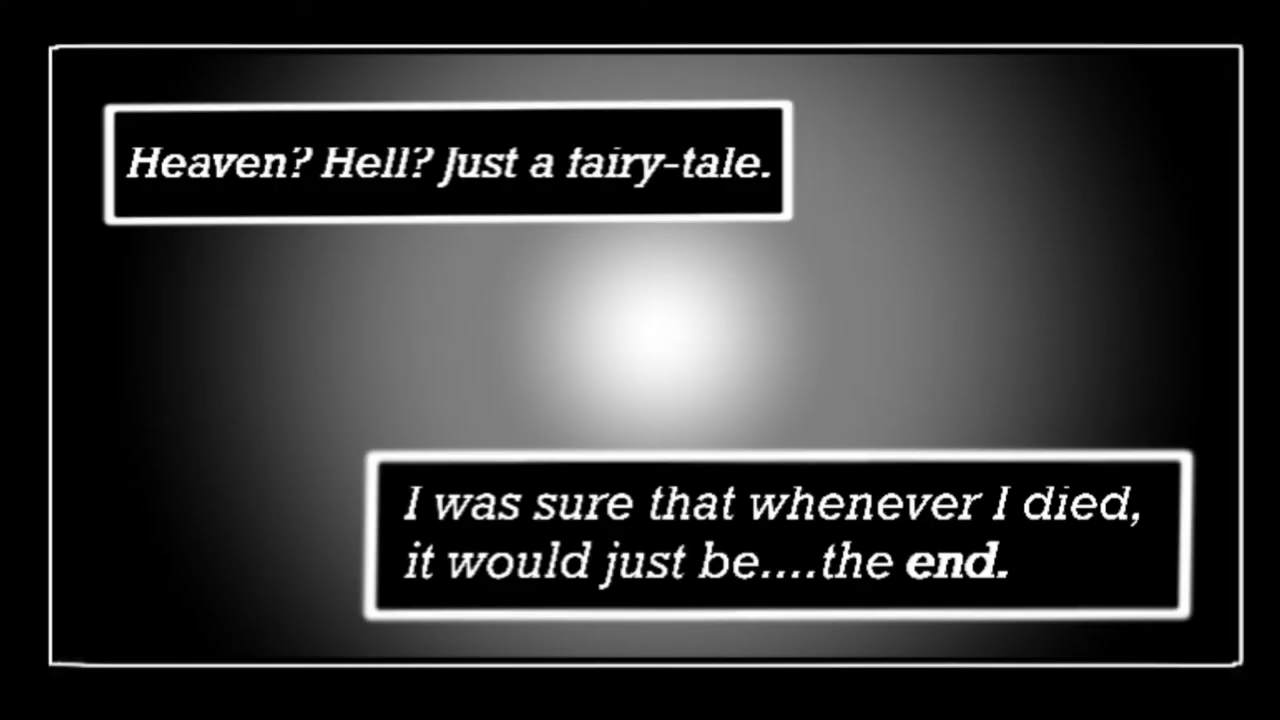 Heaven? Hell? Just a fairy-tale.
I was sure that whenever I died,
it would just be....the end.